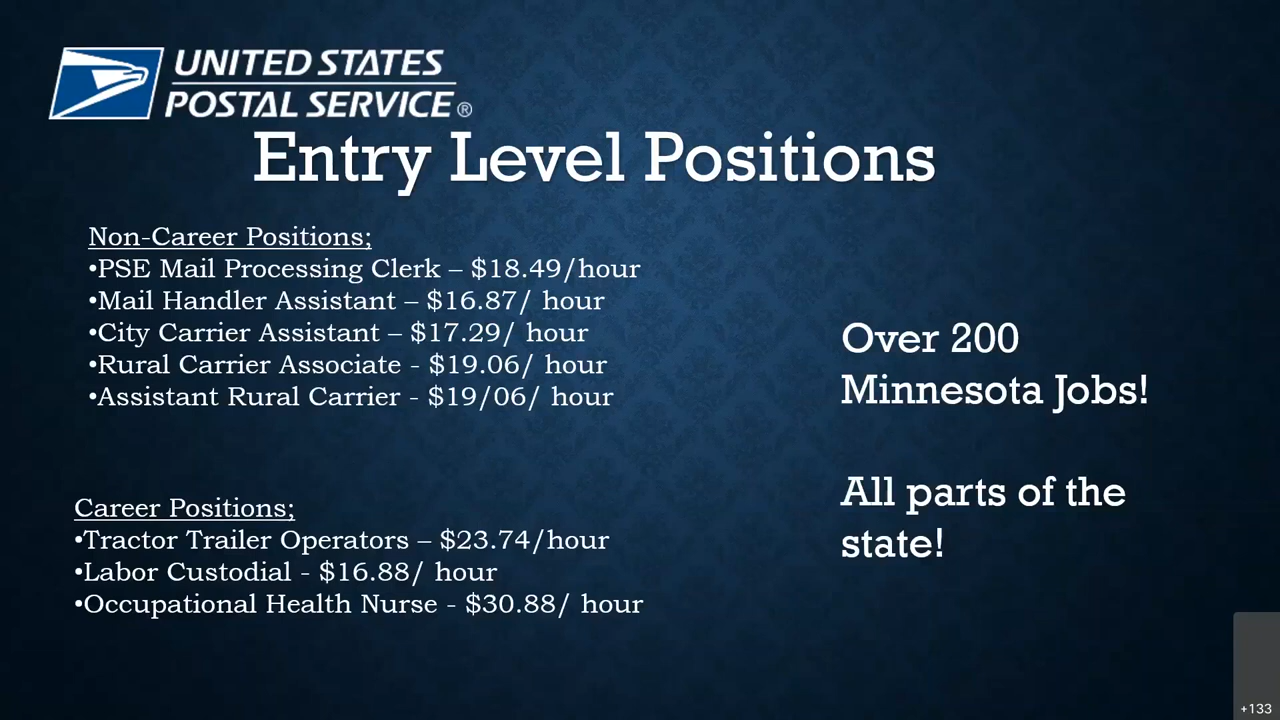 UNITED STATES
POSTAL SERVICE®
Entry Level Positions
Non-Career Positions;
•PSE Mail Processing Clerk – $18.49/hour
•Mail Handler Assistant – $16.87/ hour
•City Carrier Assistant – $17.29/ hour
•Rural Carrier Associate - $19.06/ hour
•Assistant Rural Carrier - $19/06/ hour
Over 200
Minnesota Jobs!
All parts of the
state!
Career Positions;
•Tractor Trailer Operators – $23.74/hour
•Labor Custodial - $16.88/ hour
•Occupational Health Nurse - $30.88/ hour
+133